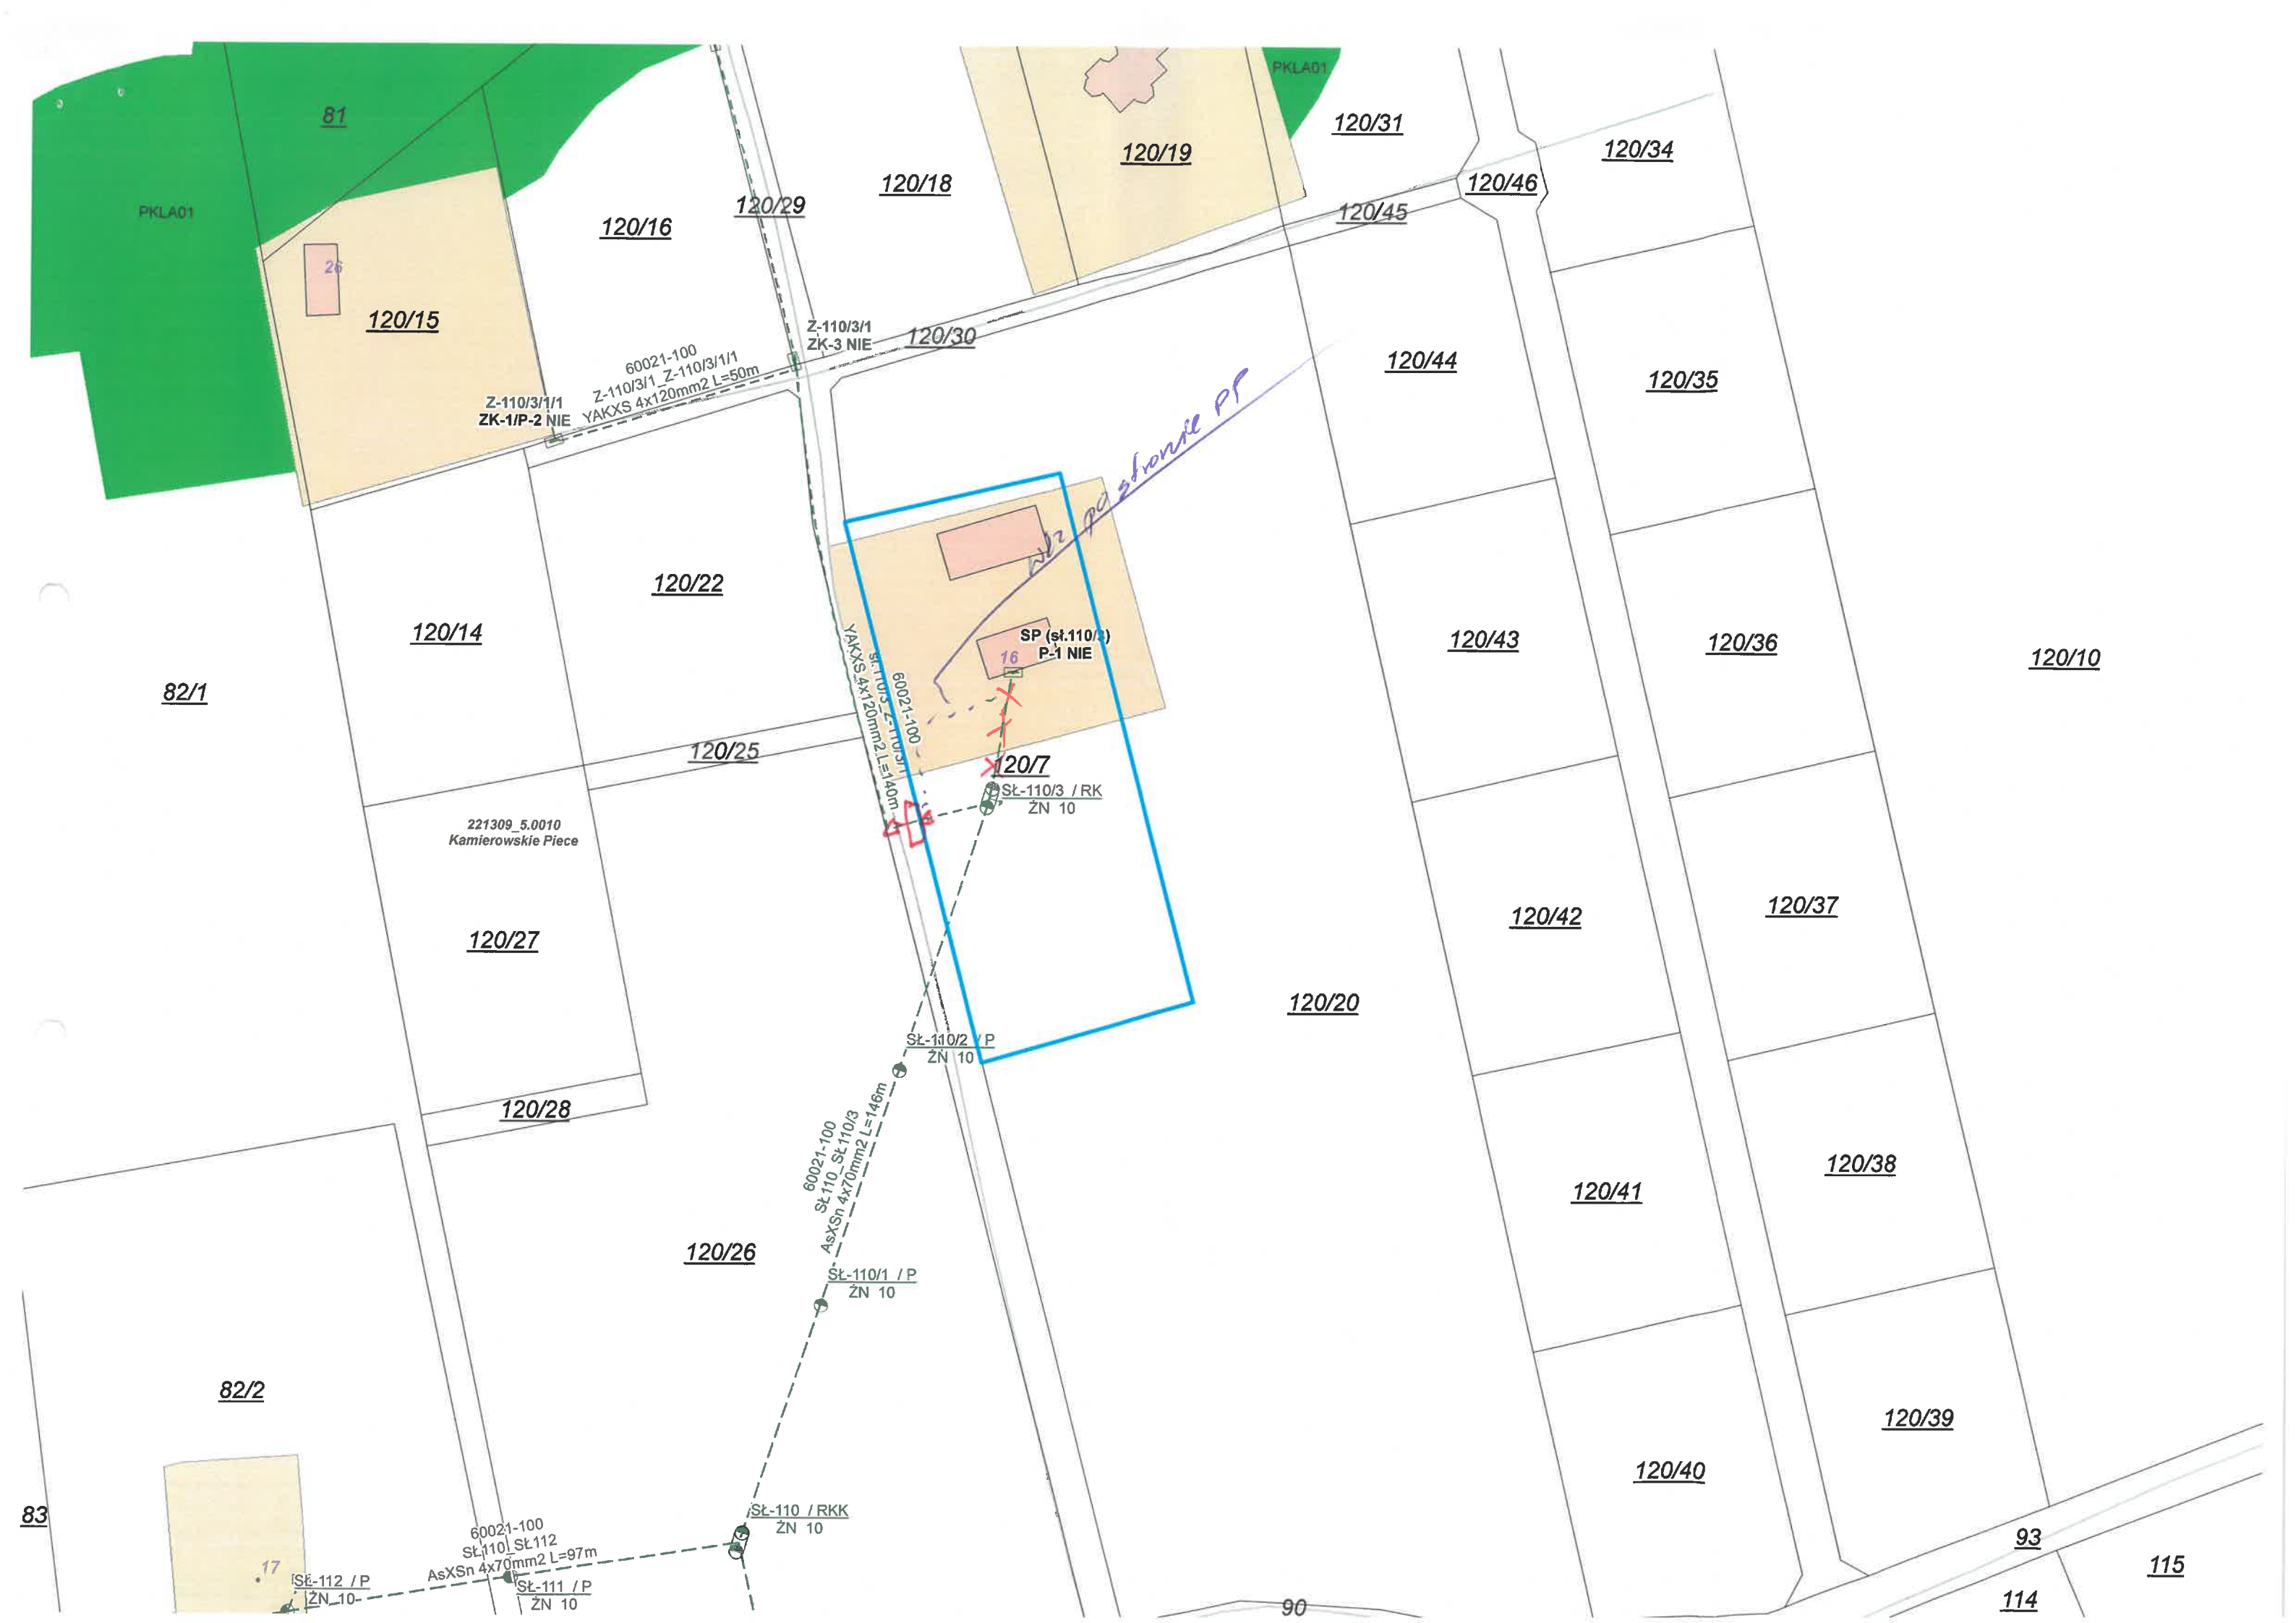 81
PKLA01
PKLA01
120/31
120/34
120/19
120/18
120/46
120/29
120/45
120/16
26
120/15
Z-110/3/1
ZK-3 NIE
120/30
60021-100
Z-110/3/1_Z-110/3/1/1
YAKXS 4x120mm2 L=50m
120/44
120/35
Z-110/3/1/1
ZK-1/P-2 NIE
WLZ po stronie PP
120/22
120/14
SP (sł.110/3)
P-1 NIE
16
120/43
120/36
120/10
82/1
60021-100
sł.110/3_Z-110/3/1
YAKXS 4x120mm2 L=140m
120/25
120/7
SŁ-110/3 / RK
ŻN 10
221309_5.0010
Kamierowskie Piece
120/42
120/37
120/27
120/20
SŁ-110/2 / P
ŻN 10
120/28
60021-100
SŁ110_SŁ110/3
AsXSn 4x70mm2 L=146m
120/38
120/41
120/26
SŁ-110/1 / P
ŻN 10
82/2
120/39
120/40
83
SŁ-110 / RKK
ŻN 10
60021-100
SŁ110_SŁ112
AsXSn 4x70mm2 L=97m
17
SŁ-112 / P
ŻN 10
SŁ-111 / P
ŻN 10
93
115
114
90